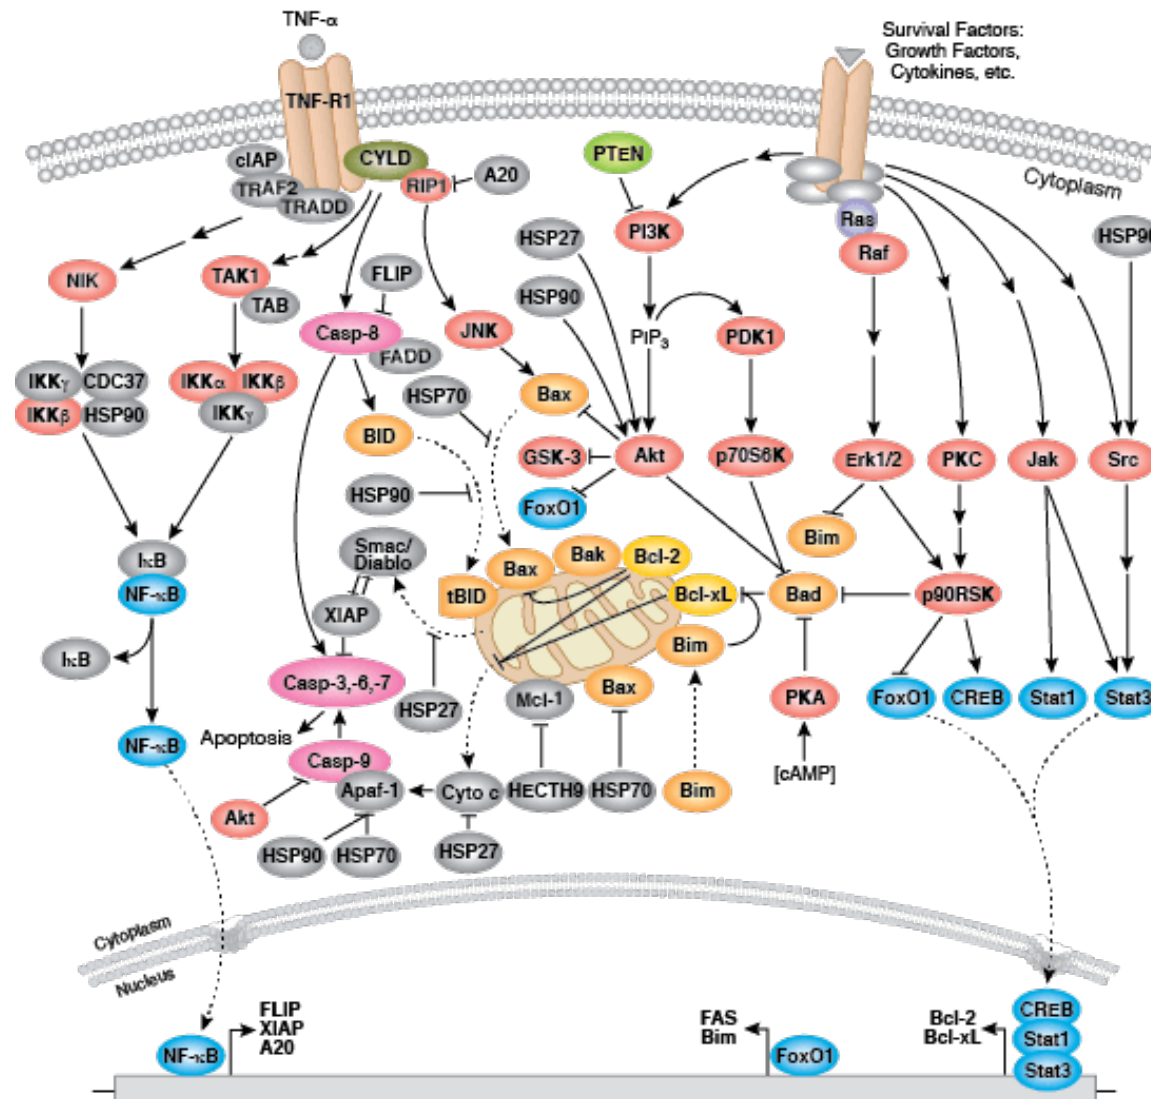 TNF-α
Survival Factors:
Growth Factors,
Cytokines, etc.
TNF-R1
CYLD
cIAP
RIP1
A20
TRAF2
TRADD
PTEN
Cytoplasm
Ras
PI3K
HSP27
HSP90
Raf
NIK
TAK1
TAB
FLIP
HSP90
Casp-8
FADD
JNK
PIP3
PDK1
IKKγ
CDC37
IKKβ
HSP90
IKKα
IKKβ
IKKγ
HSP70
Bax
BID
GSK-3
Akt
p70S6K
Erk1/2
PKC
Jak
Src
HSP90
FoxO1
Bim
IκB
NF-κB
Smac/
Diablo
Bax
Bak
Bcl-2
tBID
Bcl-xL
Bad
p90RSK
XIAP
Bim
IκB
Casp-3,-6,-7
HSP27
Mcl-1
Bax
PKA
FoxO1
CREB
Stat1
Stat3
NF-κB
Apoptosis
Casp-9
[cAMP]
Apaf-1
Cyto c
HECTH9
HSP70
Bim
Akt
HSP90
HSP70
HSP27
Cytoplasm
Nucleus
FLIP
XIAP
A20
NF-κB
FAS
Bim
FoxO1
Bcl-2
Bcl-xL
CREB
Stat1
Stat3